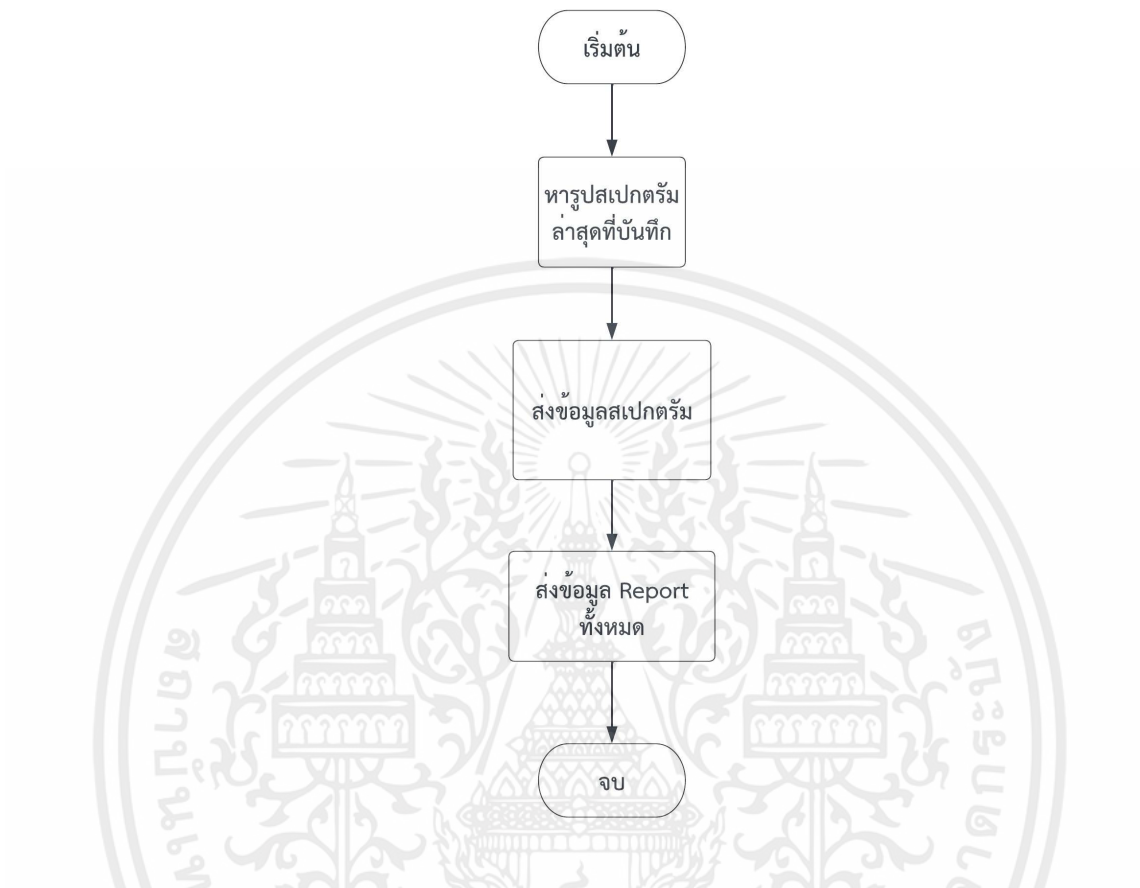 เริ่มต้น
หารูปสเปกตรัม
ล่าสุดที่บันทึก
ส่งข้อมูลสเปกตรัม
ส่งข้อมูล Report
ทั้งหมด
จบ